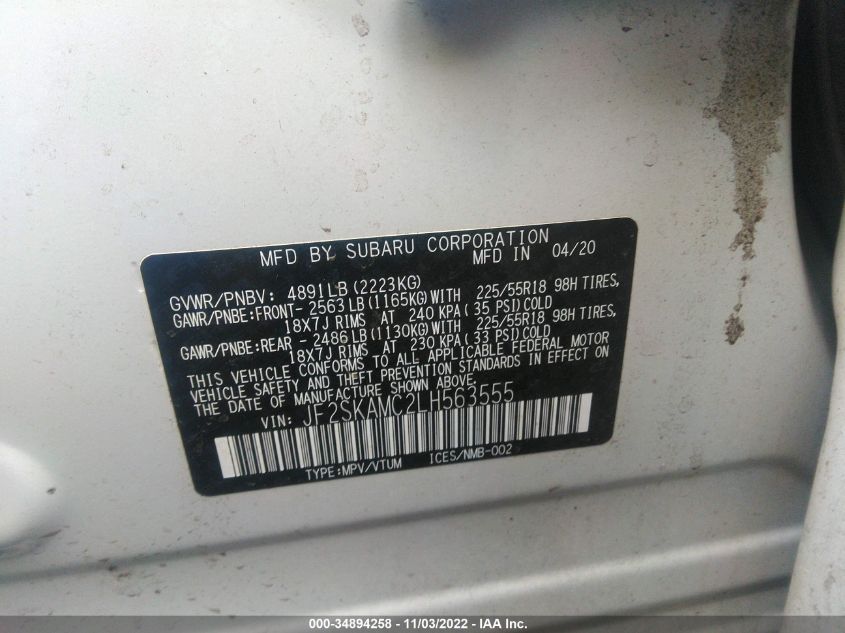 MFD BY SUBARU CORPORATION
MFD IN 04/20
GVWR/PNBV: 4891LB (2223KG)
GAWR/PNBE:FRONT- 2563LB(1165KG)WITH 225/55R18 98H TIRES,
18X7J RIMS AT 240 KPA( 35 PSI)COLD
GAWR/PNBE:REAR - 2486LB(1130KG)WITH 225/55R18 98H TIRES,
18X7J RIMS AT 230 KPA( 33 PSI)COLD
THIS VEHICLE CONFORMS TO ALL APPLICABLE FEDERAL MOTOR
VEHICLE SAFETY AND THEFT PREVENTION STANDARDS IN EFFECT ON
THE DATE OF MANUFACTURE SHOWN ABOVE.
VIN: JF2SKAMC2LH563555
TYPE:MPV/VTUM ICES/NMB-002
000-34894258 - 11/03/2022 - IAA Inc.